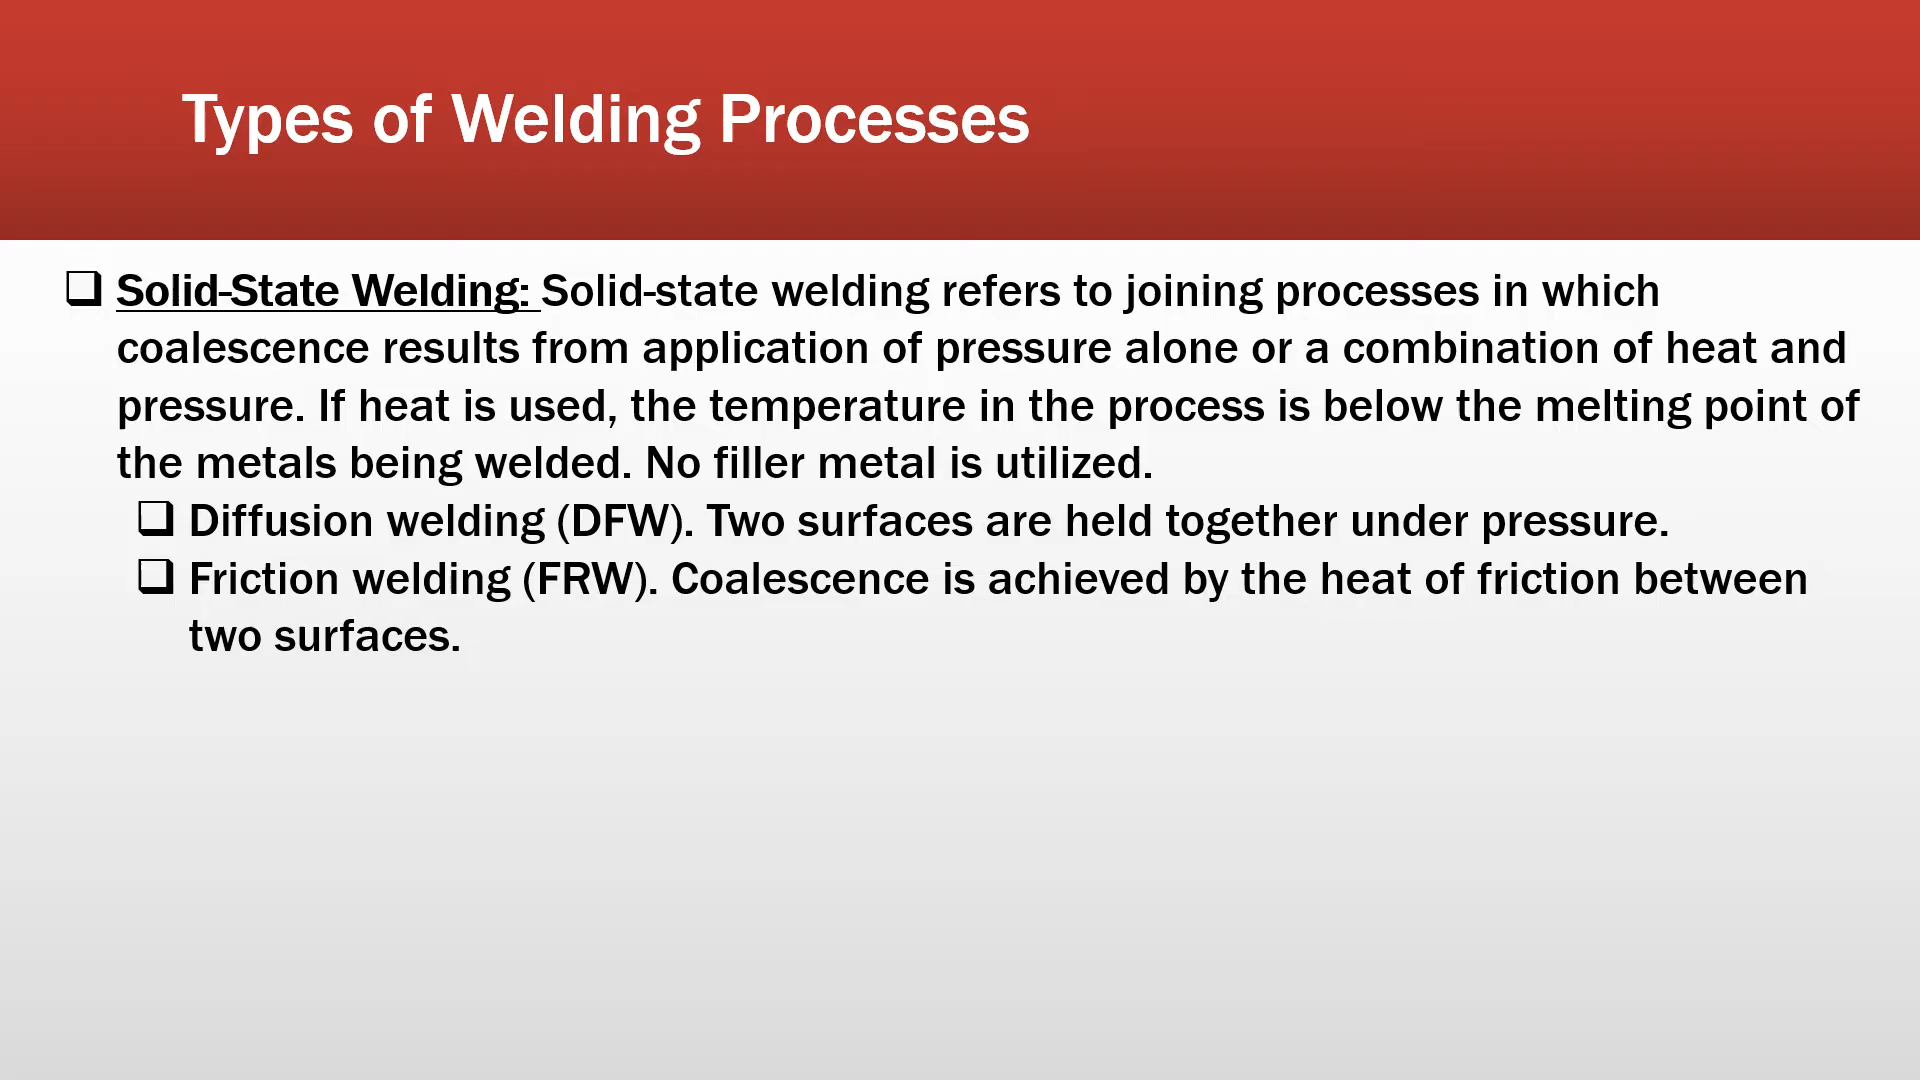 Types of Welding Processes
Solid-State Welding: Solid-state welding refers to joining processes in which
coalescence results from application of pressure alone or a combination of heat and
pressure. If heat is used, the temperature in the process is below the melting point of
the metals being welded. No filler metal is utilized.
Diffusion welding (DFW). Two surfaces are held together under pressure.
Friction welding (FRW). Coalescence is achieved by the heat of friction between
two surfaces.